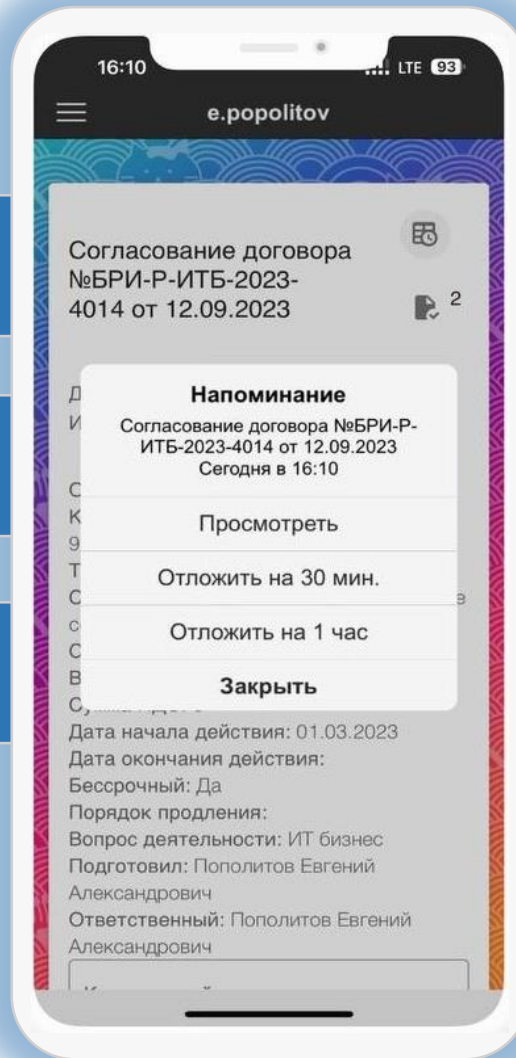 16:10
LTE 93
e.popolitov
Согласование договора
№БРИ-Р-ИТБ-2023-
4014 от 12.09.2023
2
Напоминание
Согласование договора №БРИ-Р-
ИТБ-2023-4014 от 12.09.2023
Сегодня в 16:10
Просмотреть
Отложить на 30 мин.
Отложить на 1 час
Закрыть
Дата начала действия: 01.03.2023
Дата окончания действия:
Бессрочный: Да
Порядок продления:
Вопрос деятельности: ИТ бизнес
Подготовил: Пополитов Евгений
Александрович
Ответственный: Пополитов Евгений
Александрович